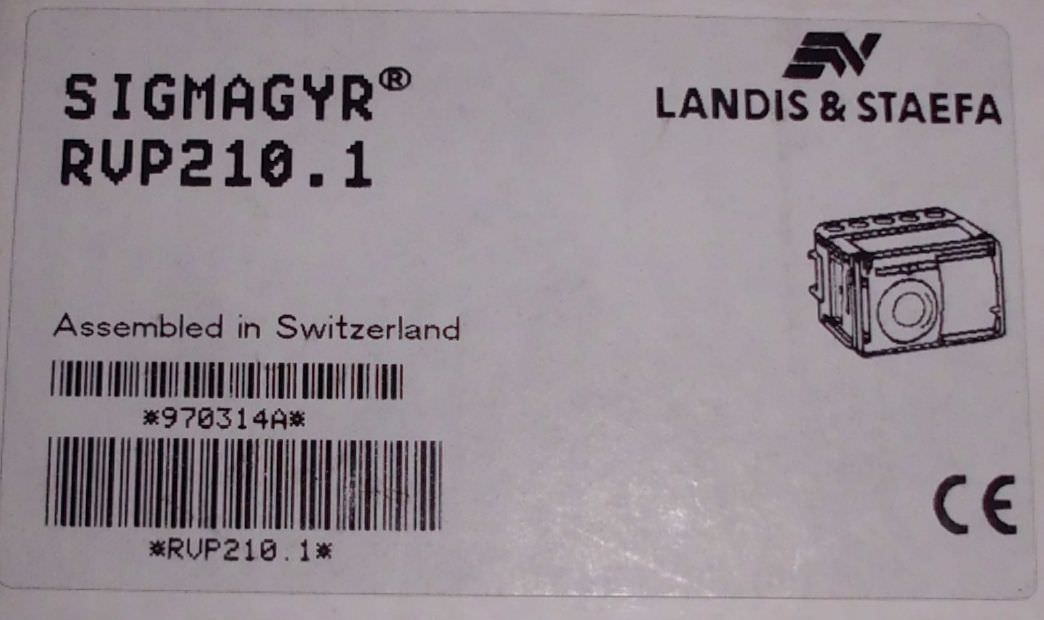 SIGMAGYR®
RVP210.1
LANDIS & STAEFA
Assembled in Switzerland
*970314A*
*RVP210.1*
CE